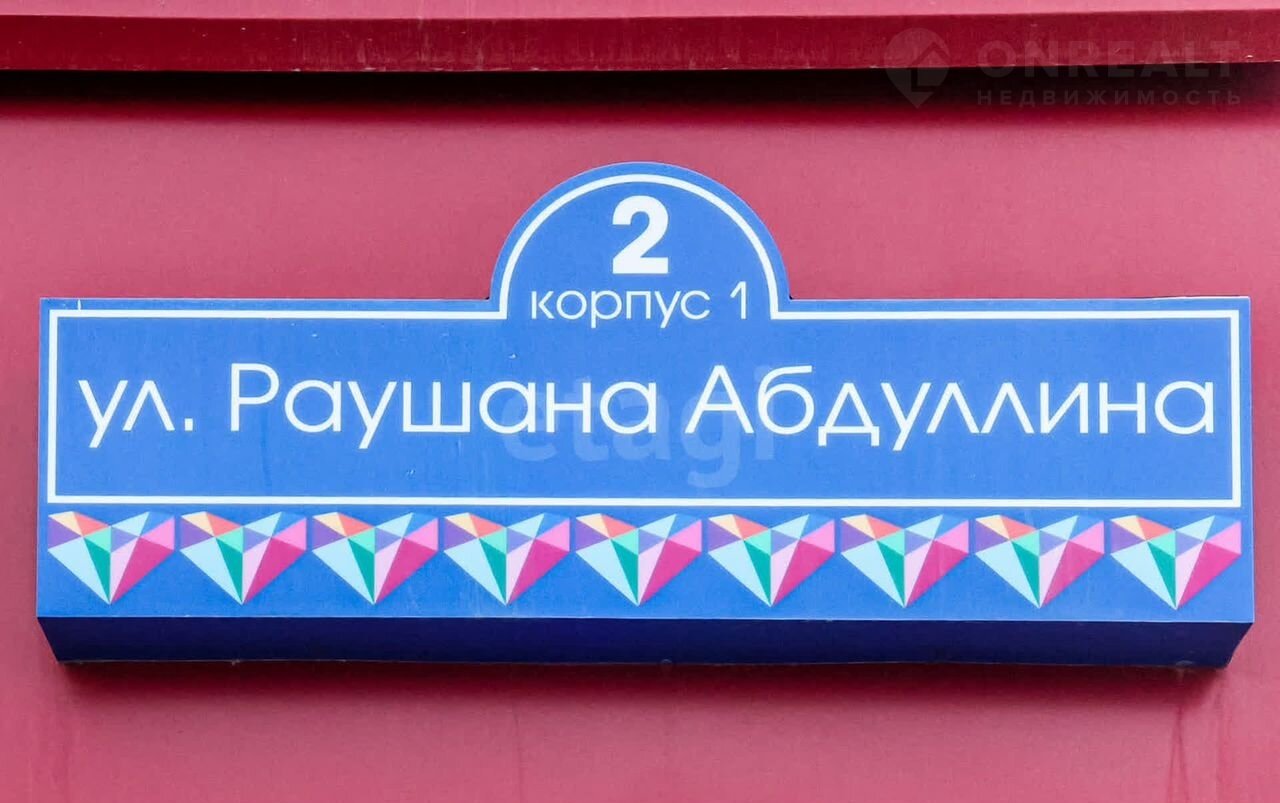 ONREALT
НЕДВИЖИМОСТЬ
2
корпус 1
ул. Раушана Абдуллина
etagi